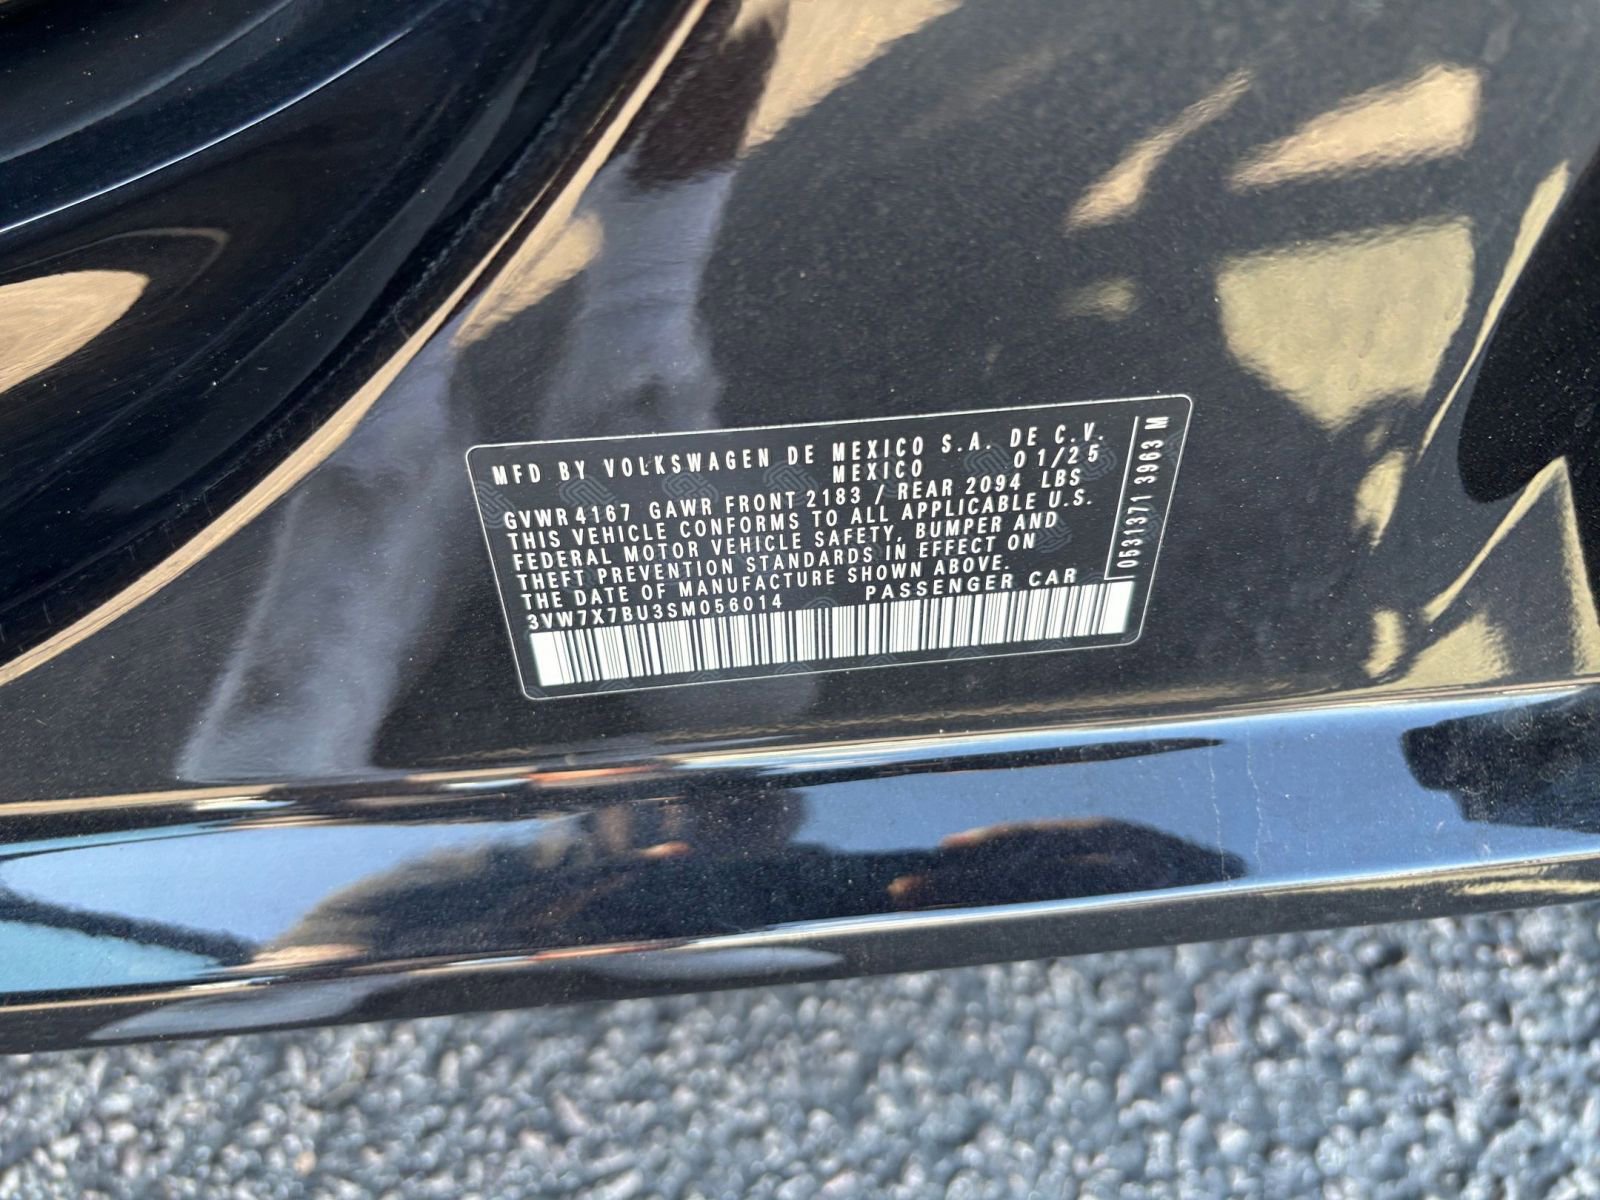 MFD BY VOLKSWAGEN DE MEXICO S.A. DE C.V.
MEXICO 01/25
GVWR 4167 GAWR FRONT 2183 / REAR 2094 LBS
THIS VEHICLE CONFORMS TO ALL APPLICABLE U.S.
FEDERAL MOTOR VEHICLE SAFETY, BUMPER AND
THEFT PREVENTION STANDARDS IN EFFECT ON
THE DATE OF MANUFACTURE SHOWN ABOVE.
3VW7X7BU3SM056014 PASSENGER CAR
0531371 3963 M